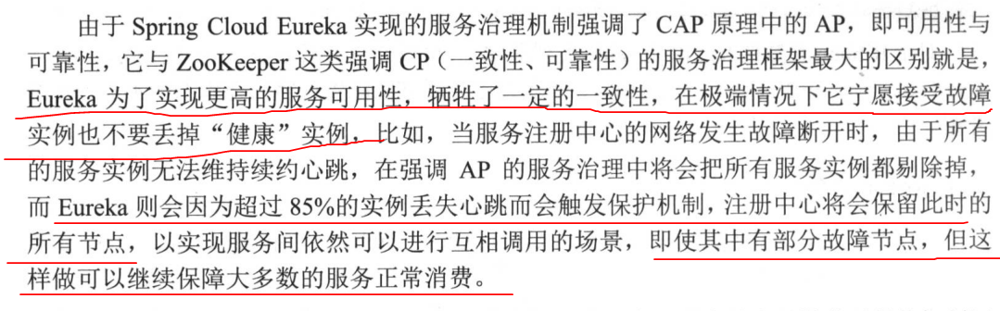 由于 Spring Cloud Eureka 实现的服务治理机制强调了 CAP 原理中的 AP，即可用性与
可靠性，它与 ZooKeeper 这类强调 CP（一致性、可靠性）的服务治理框架最大的区别就是，
Eureka 为了实现更高的服务可用性，牺牲了一定的一致性，在极端情况下它宁愿接受故障
实例也不要丢掉“健康”实例，比如，当服务注册中心的网络发生故障断开时，由于所有
的服务实例无法维持续约心跳，在强调 AP 的服务治理中将会把所有服务实例都剔除掉，
而 Eureka 则会因为超过 85%的实例丢失心跳而会触发保护机制，注册中心将会保留此时的
所有节点，以实现服务间依然可以进行互相调用的场景，即使其中有部分故障节点，但这
样做可以继续保障大多数的服务正常消费。